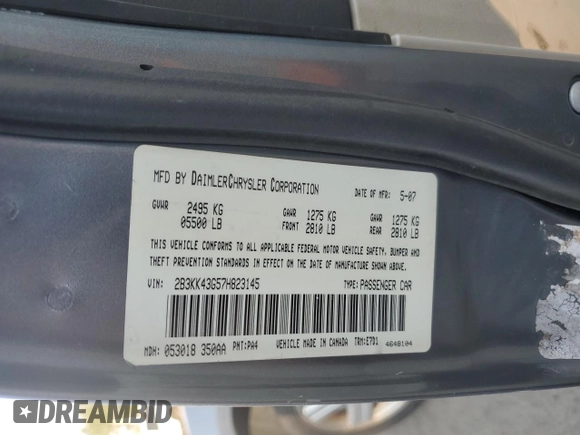 MFD BY DAIMLERCHRYSLER CORPORATION DATE OF MFR: 5-07
GVWR 2495 KG GAWR 1275 KG GAWR 1275 KG
05500 LB FRONT 2810 LB REAR 2810 LB
THIS VEHICLE CONFORMS TO ALL APPLICABLE FEDERAL MOTOR VEHICLE SAFETY, BUMPER AND
THEFT PREVENTION STANDARDS IN EFFECT ON THE DATE OF MANUFACTURE SHOWN ABOVE.
VIN: 2B3KK43G57H823145 TYPE: PASSENGER CAR
MDH: 053018 350AA PNT: PA4 VEHICLE MADE IN CANADA TRM: E7D1 4648104
DREAMBID